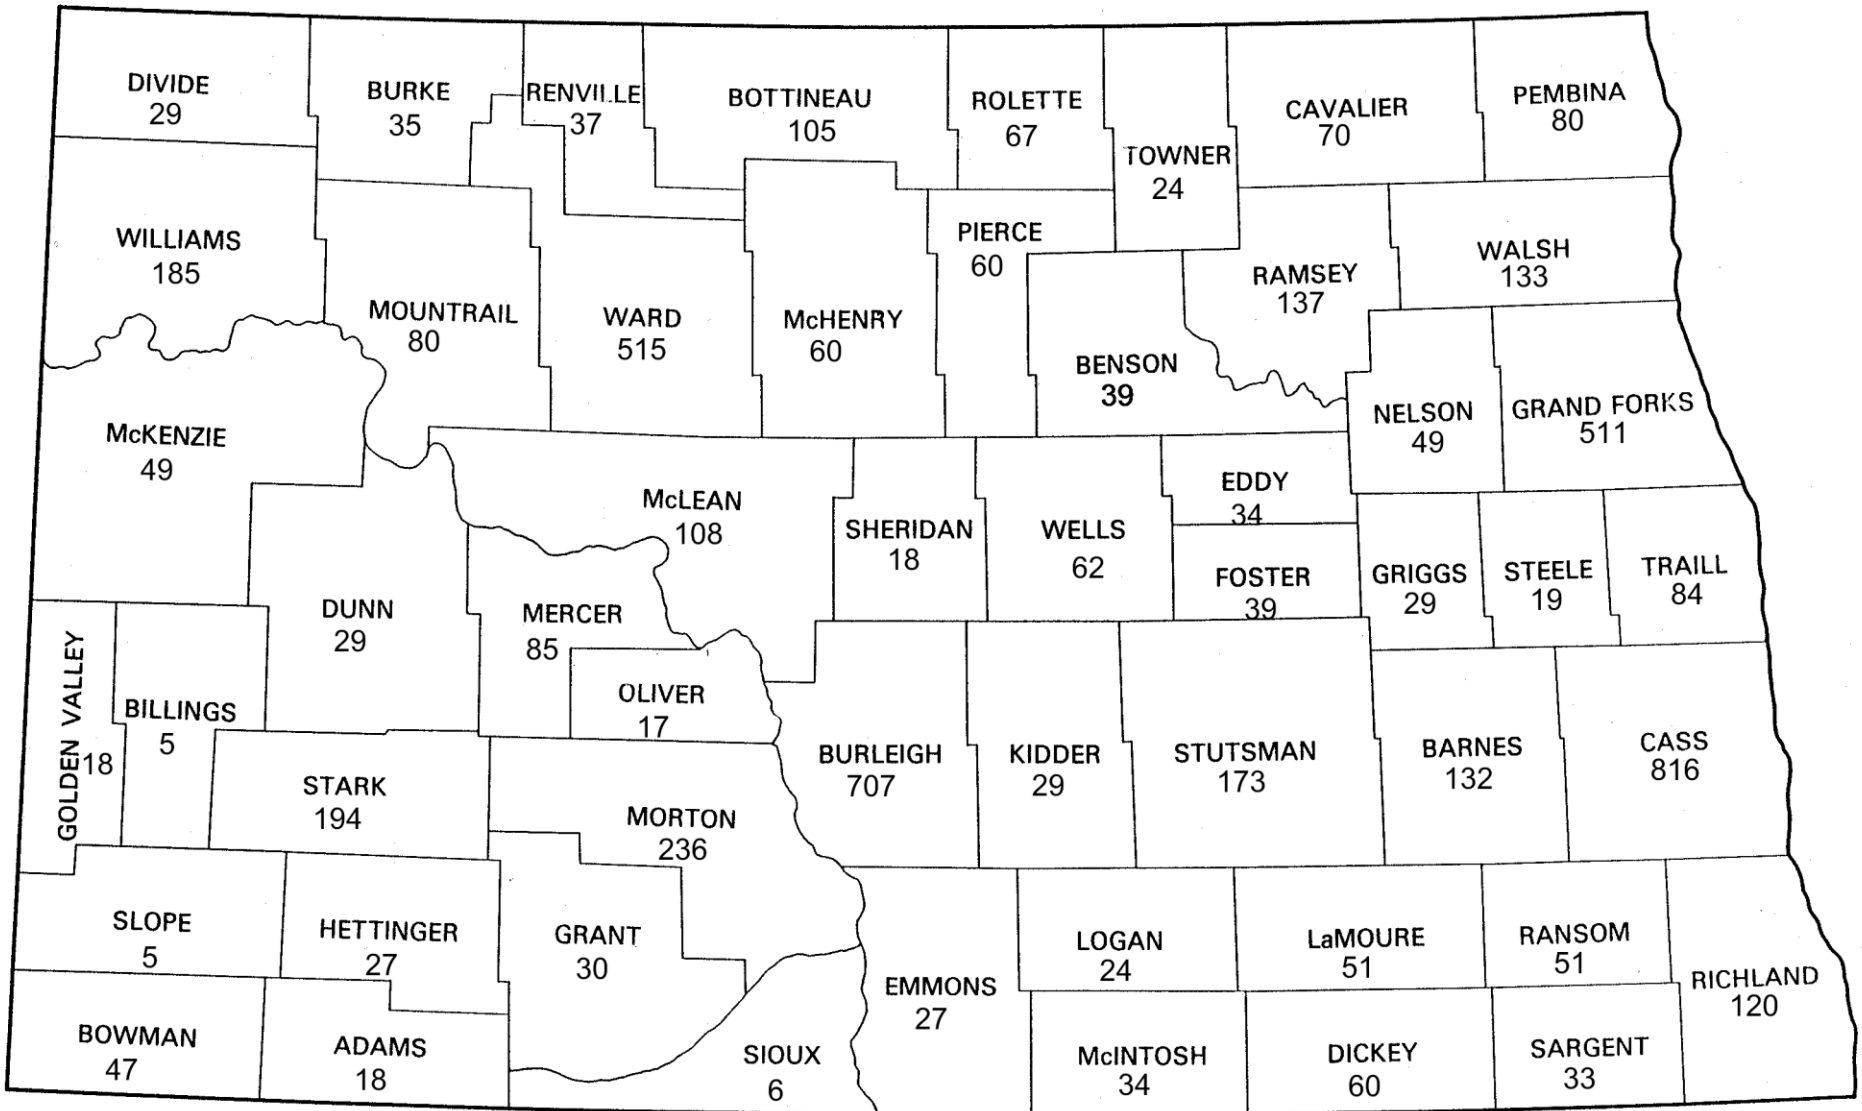 DIVIDE
29
BURKE
35
RENVILLE
37
BOTTINEAU
105
ROLETTE
67
TOWNER
24
CAVALIER
70
PEMBINA
80
WILLIAMS
185
MOUNTRAIL
80
WARD
515
McHENRY
60
PIERCE
60
BENSON
39
RAMSEY
137
WALSH
133
McKENZIE
49
NELSON
49
GRAND FORKS
511
McLEAN
108
SHERIDAN
18
WELLS
62
EDDY
34
FOSTER
39
GRIGGS
29
STEELE
19
TRAILL
84
DUNN
29
MERCER
85
OLIVER
17
GOLDEN VALLEY
18
BILLINGS
5
STARK
194
MORTON
236
BURLEIGH
707
KIDDER
29
STUTSMAN
173
BARNES
132
CASS
816
SLOPE
5
HETTINGER
27
GRANT
30
EMMONS
27
LOGAN
24
LaMOURE
51
RANSOM
51
RICHLAND
120
BOWMAN
47
ADAMS
18
SIOUX
6
McINTOSH
34
DICKEY
60
SARGENT
33